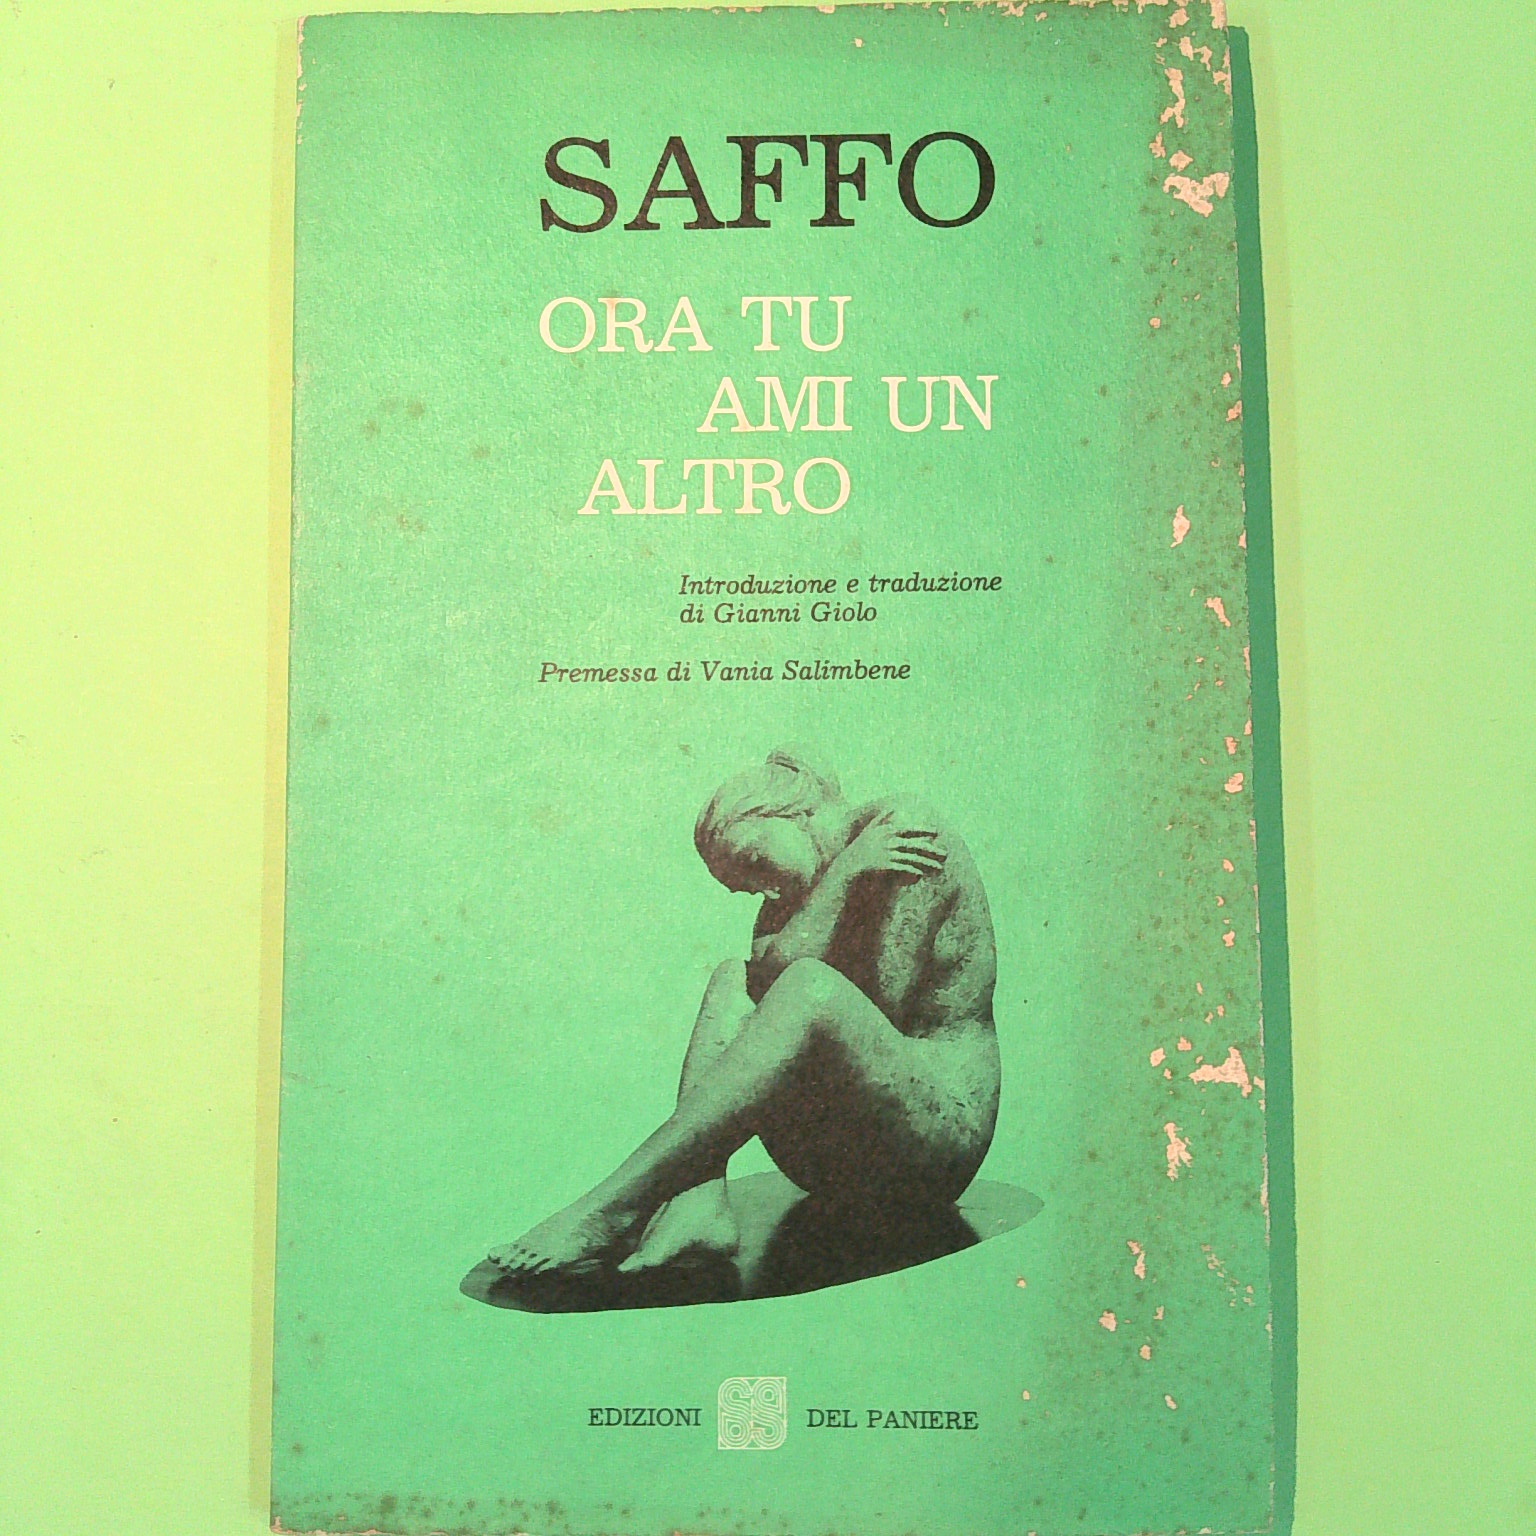 SAFFO
ORA TU
AMI UN
ALTRO
Introduzione e traduzione
di Gianni Giolo
Premessa di Vania Salimbene
EDIZIONI DEL PANIERE